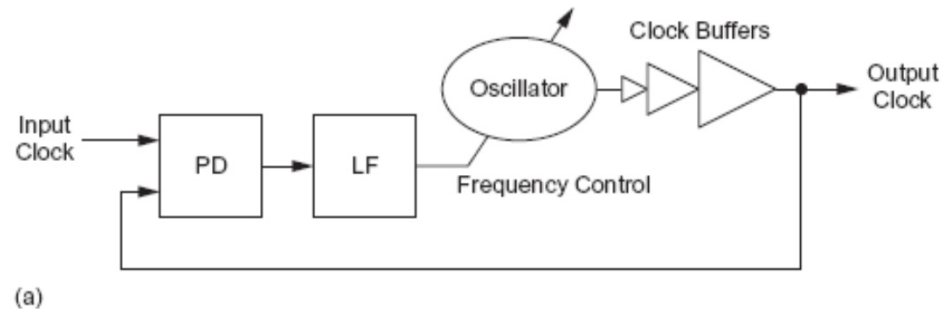 Clock Buffers
Oscillator
Output
Clock
Input
Clock
PD
LF
Frequency Control
(a)